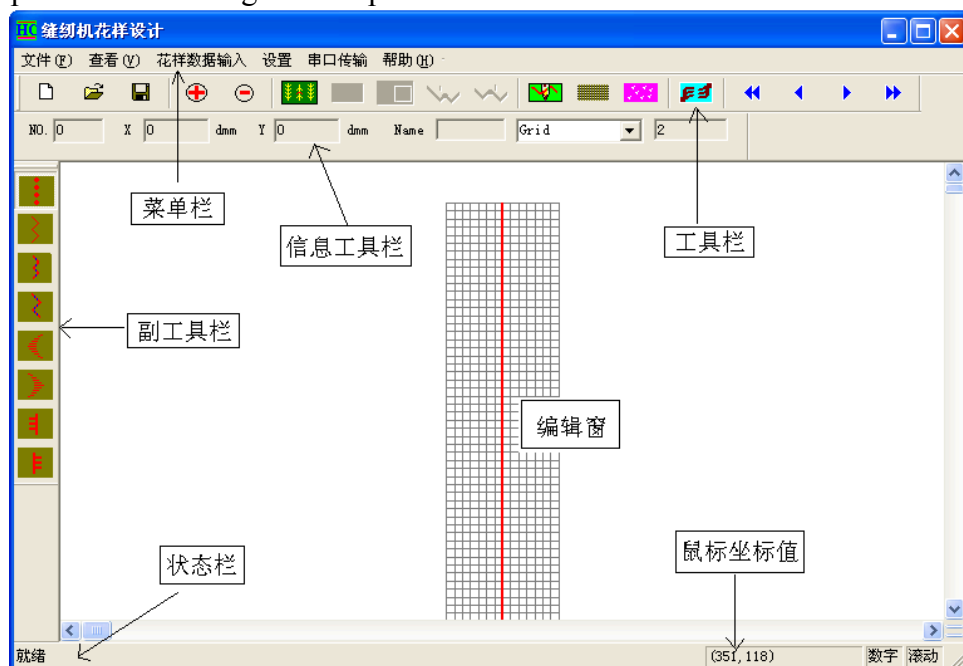 HC 缝纫机花样设计
文件(F) 查看(V) 花样数据输入 设置 串口传输 帮助(H)
NO. 0 X 0 dmm Y 0 dmm Name Grid 2
菜单栏
信息工具栏
工具栏
副工具栏
编辑窗
状态栏
鼠标坐标值
就绪 (351, 118) 数字 滚动